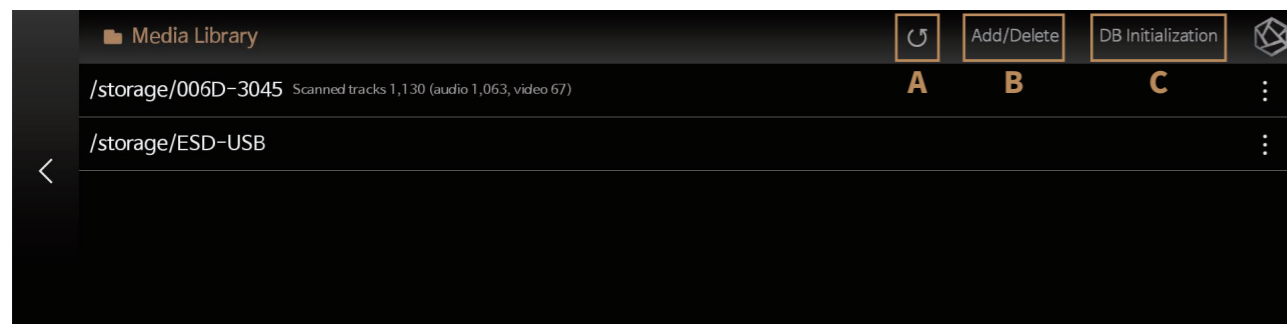 Media Library
Add/Delete
DB Initialization
A
B
C
/storage/006D-3045 Scanned tracks 1,130 (audio 1,063, video 67)
/storage/ESD-USB